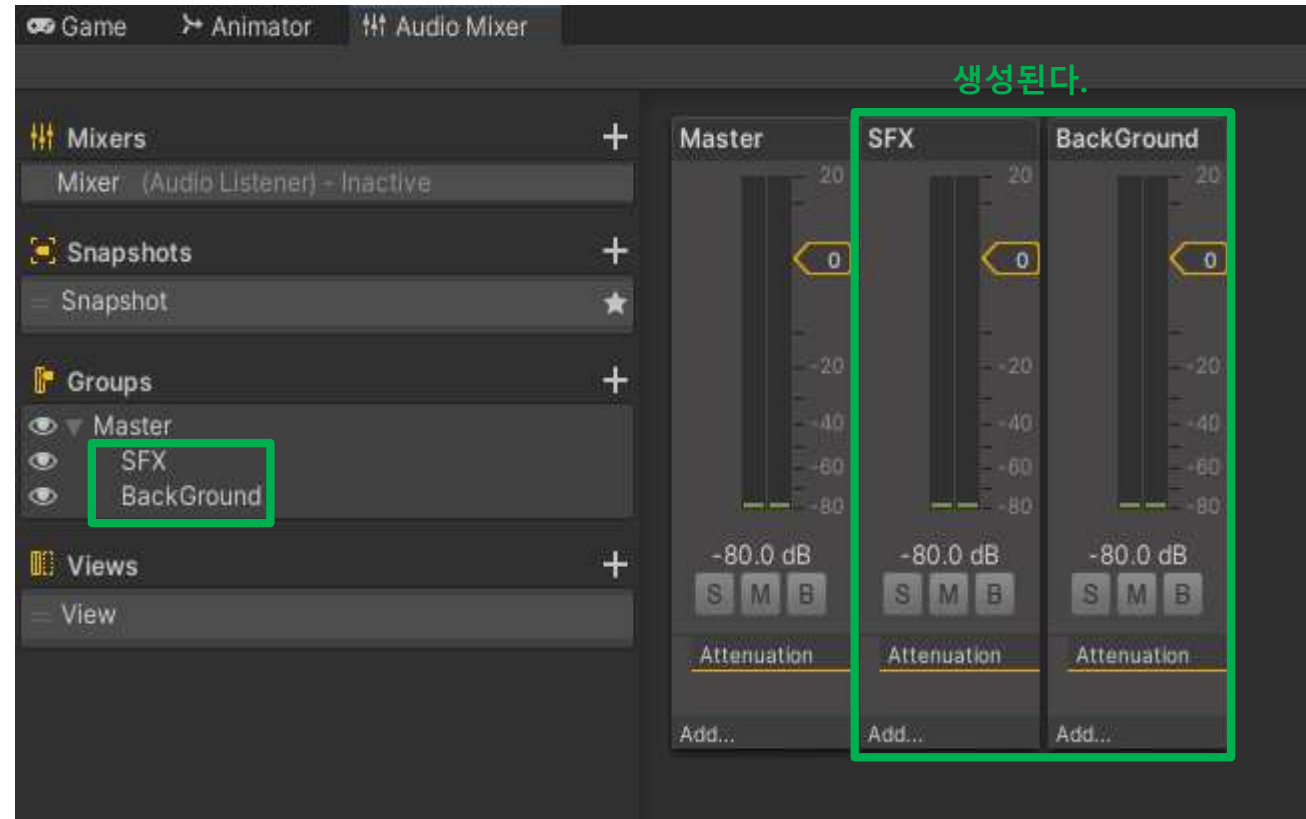 Game Animator Audio Mixer
생성된다.
Mixers +
Mixer (Audio Listener) - Inactive
Snapshots +
Snapshot
Groups +
Master
SFX
BackGround
Views +
View
Master SFX BackGround
20 20 20
0 0 0
-20 -20 -20
-40 -40 -40
-60 -60 -60
-80 -80 -80
-80.0 dB -80.0 dB -80.0 dB
S M B S M B S M B
Attenuation Attenuation Attenuation
Add... Add... Add...